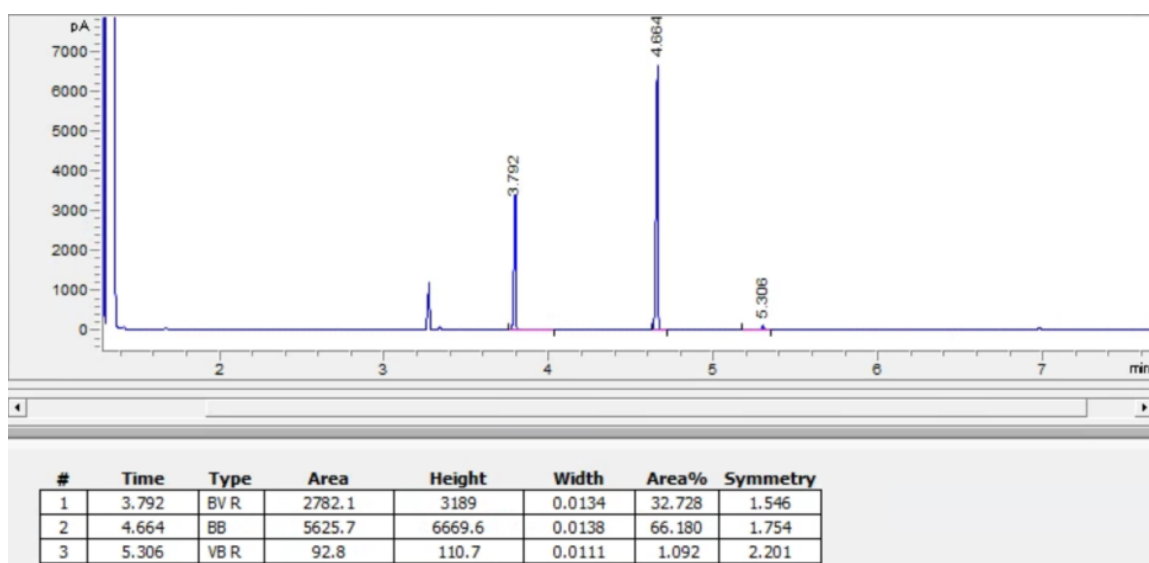 pA
7000
6000
5000
4000
3000
2000
1000
0
3.792
4.664
5.306
2 3 4 5 6 7 min
# Time Type Area Height Width Area% Symmetry
1 3.792 BV R 2782.1 3189 0.0134 32.728 1.546
2 4.664 BB 5625.7 6669.6 0.0138 66.180 1.754
3 5.306 VB R 92.8 110.7 0.0111 1.092 2.201